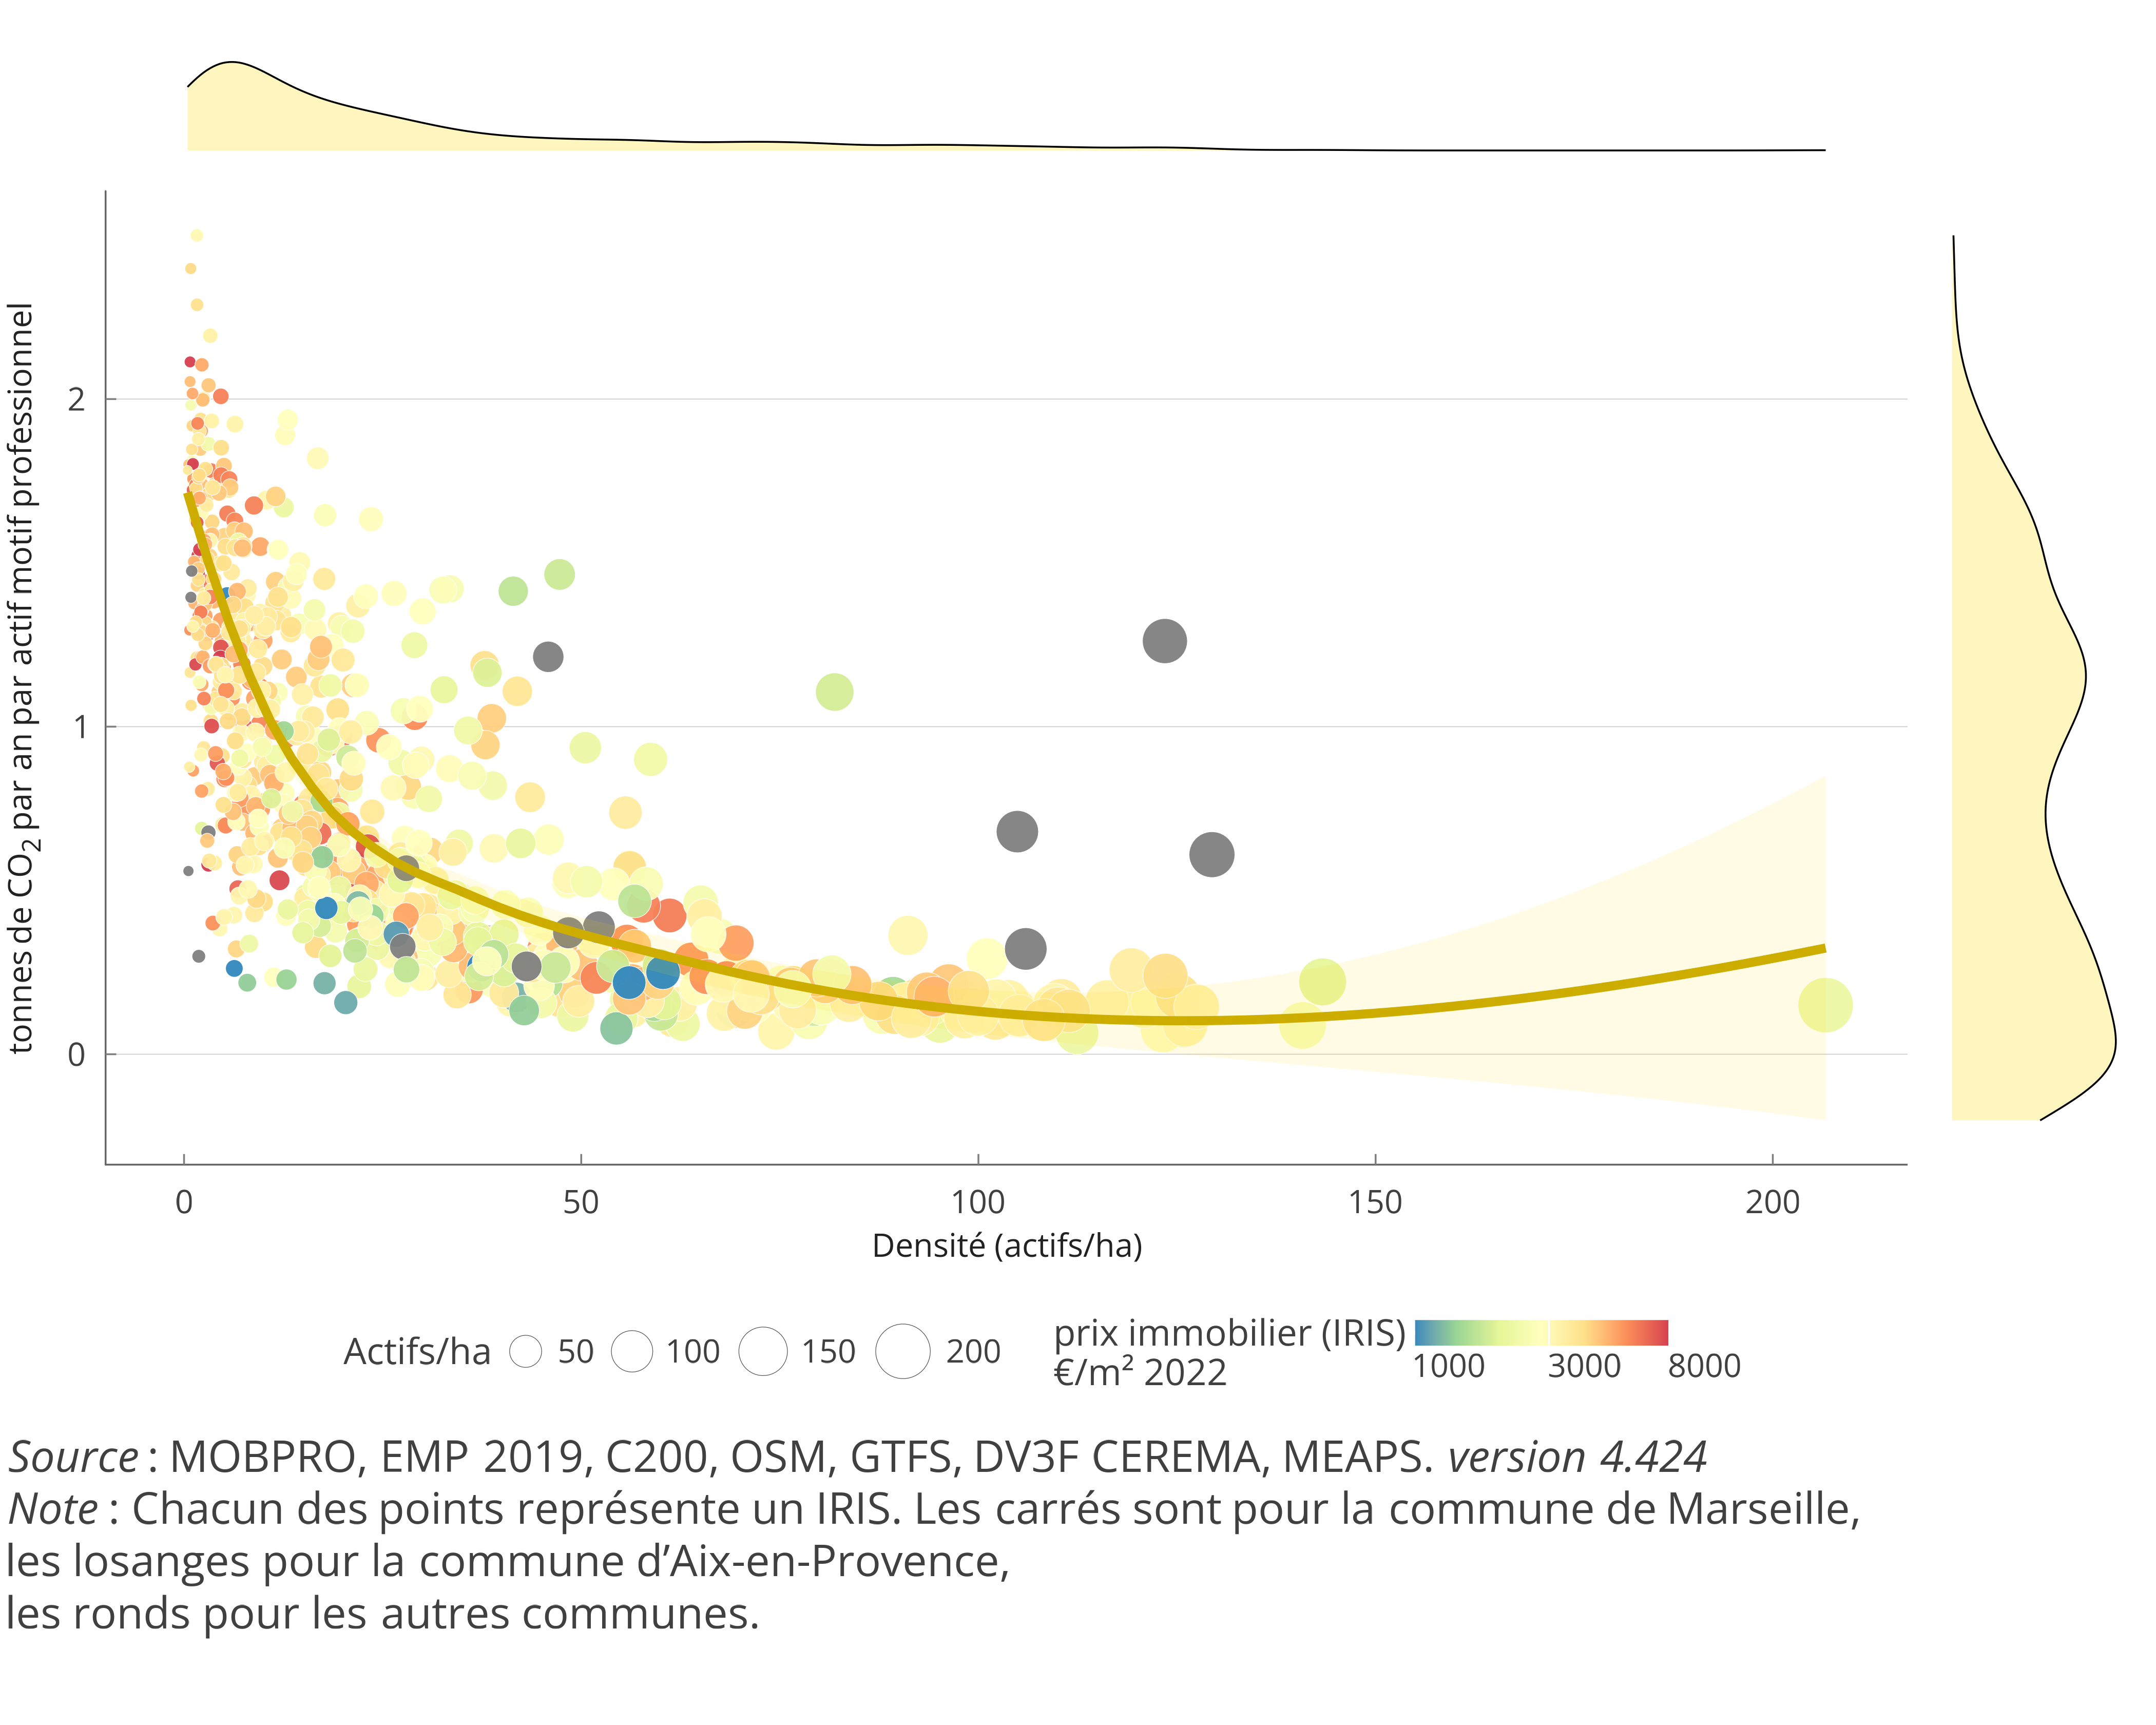 tonnes de CO2 par an par actif motif professionnel
2
1
0
0 50 100 150 200
Densité (actifs/ha)
Actifs/ha 50 100 150 200
prix immobilier (IRIS)
€/m² 2022
1000 3000 8000
Source : MOBPRO, EMP 2019, C200, OSM, GTFS, DV3F CEREMA, MEAPS. version 4.424
Note : Chacun des points représente un IRIS. Les carrés sont pour la commune de Marseille,
les losanges pour la commune d’Aix-en-Provence,
les ronds pour les autres communes.